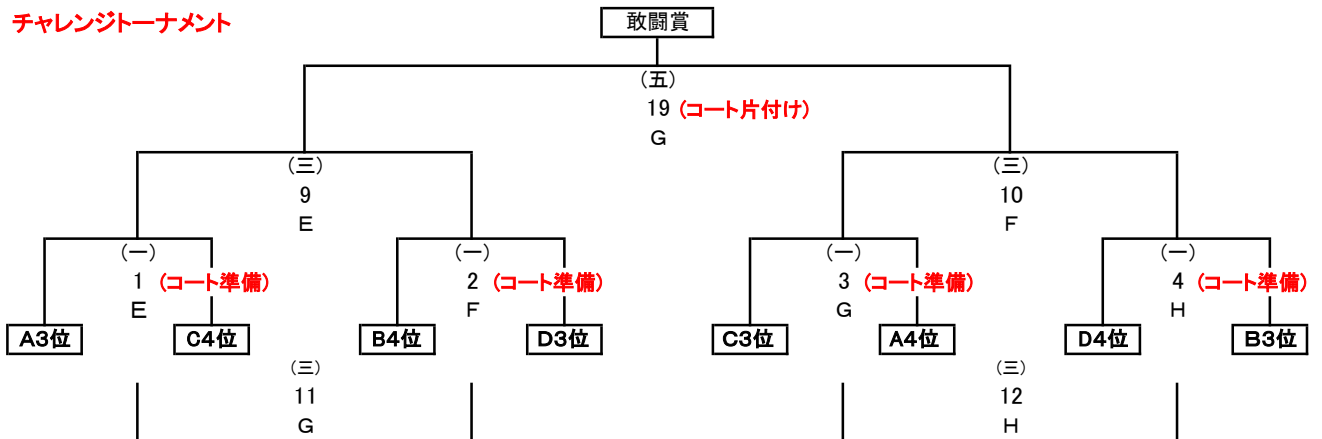 チャレンジトーナメント
敢闘賞
(五)
19 (コート片付け)
G
(三)
(三)
9
10
E
F
(一)
(一)
(一)
(一)
1 (コート準備)
2 (コート準備)
3 (コート準備)
4 (コート準備)
E
F
G
H
A3位
C4位
B4位
D3位
C3位
A4位
D4位
B3位
(三)
(三)
11
12
G
H